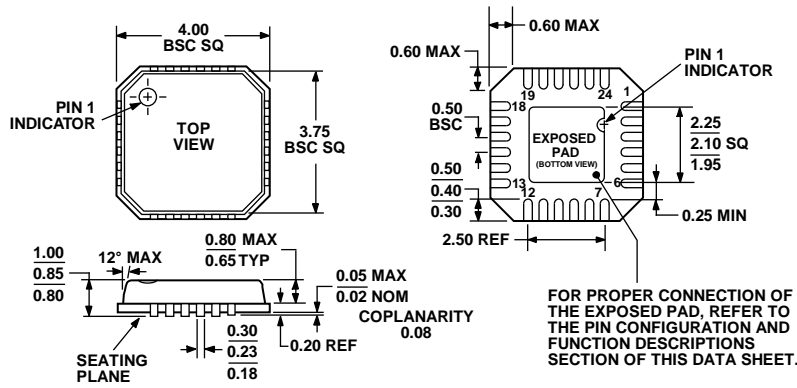 4.00
BSC SQ
PIN 1
INDICATOR
TOP
VIEW
3.75
BSC SQ
0.60 MAX
0.60 MAX
PIN 1
INDICATOR
19
24
1
18
0.50
BSC
EXPOSED
PAD
(BOTTOM VIEW)
2.25
2.10 SQ
1.95
0.50
0.40
0.30
13
12
7
6
0.25 MIN
2.50 REF
1.00
0.85
0.80
12° MAX
0.80 MAX
0.65 TYP
0.05 MAX
0.02 NOM
COPLANARITY
0.08
0.30
0.23
0.18
0.20 REF
SEATING
PLANE
FOR PROPER CONNECTION OF
THE EXPOSED PAD, REFER TO
THE PIN CONFIGURATION AND
FUNCTION DESCRIPTIONS
SECTION OF THIS DATA SHEET.